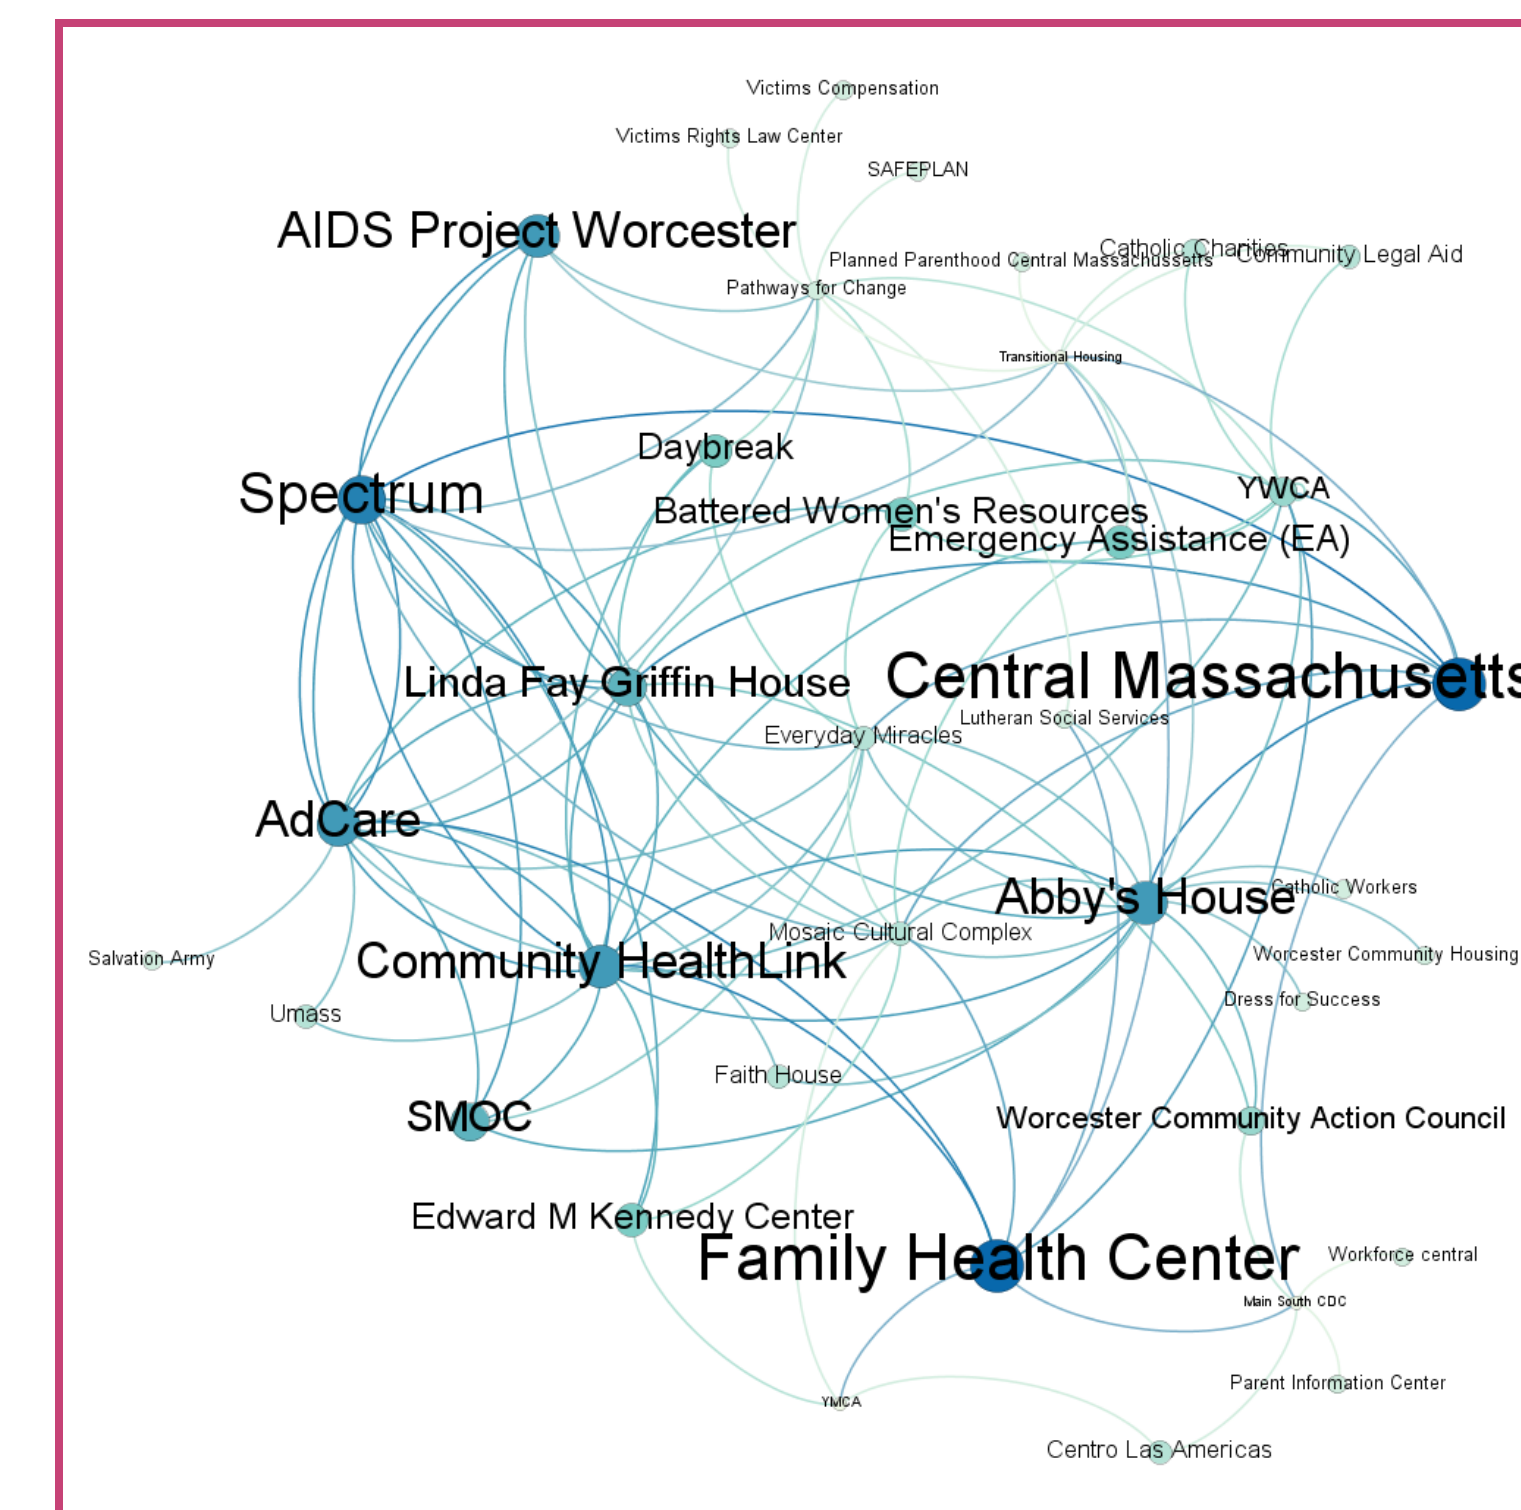 Victims Compensation
Victims Rights Law Center
SAFEPLAN
AIDS Project Worcester
Catholic Charities
Community Legal Aid
Planned Parenthood Central Massachussetts
Pathways for Change
Transitional Housing
Daybreak
Spectrum
YWCA
Battered Women's Resources
Emergency Assistance (EA)
Linda Fay Griffin House
Central Massachusetts
Lutheran Social Services
Everyday Miracles
AdCare
Catholic Workers
Abby's House
Mosaic Cultural Complex
Worcester Community Housing
Salvation Army
Community HealthLink
Dress for Success
Umass
Faith House
SMOC
Worcester Community Action Council
Edward M Kennedy Center
Family Health Center
Workforce central
Main South CDC
Parent Information Center
YMCA
Centro Las Americas